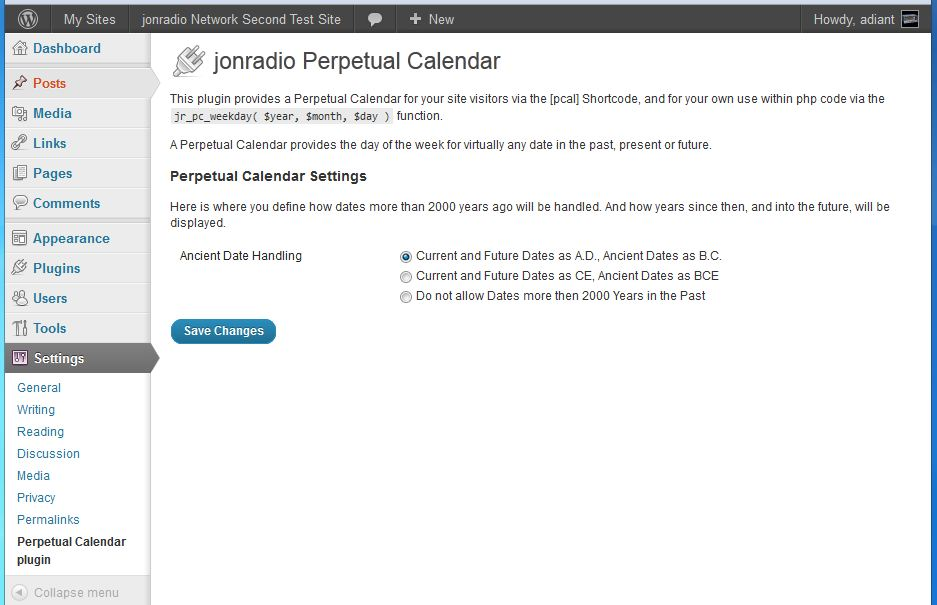 My Sites
jonradio Network Second Test Site
New
Howdy, adiant
Dashboard
Posts
Media
Links
Pages
Comments
Appearance
Plugins
Users
Tools
Settings
General
Writing
Reading
Discussion
Media
Privacy
Permalinks
Perpetual Calendar
plugin
Collapse menu
jonradio Perpetual Calendar
This plugin provides a Perpetual Calendar for your site visitors via the [pcal] Shortcode, and for your own use within php code via the
jr_pc_weekday( $year, $month, $day ) function.
A Perpetual Calendar provides the day of the week for virtually any date in the past, present or future.
Perpetual Calendar Settings
Here is where you define how dates more than 2000 years ago will be handled. And how years since then, and into the future, will be
displayed.
Ancient Date Handling
Current and Future Dates as A.D., Ancient Dates as B.C.
Current and Future Dates as CE, Ancient Dates as BCE
Do not allow Dates more then 2000 Years in the Past
Save Changes